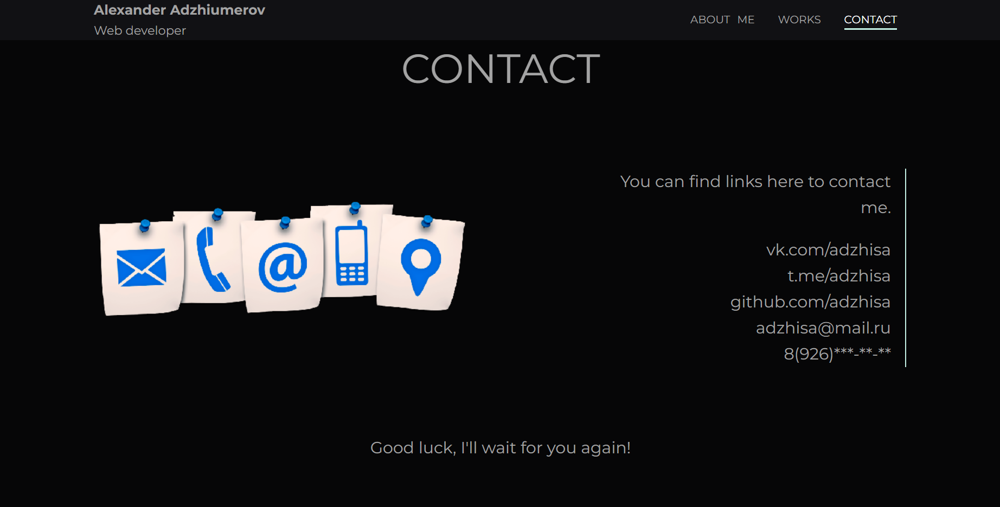 Alexander Adzhiumerov
Web developer
ABOUT ME
WORKS
CONTACT
CONTACT
@
You can find links here to contact
me.
vk.com/adzhisa
t.me/adzhisa
github.com/adzhisa
adzhisa@mail.ru
8(926)***-**-**
Good luck, I'll wait for you again!